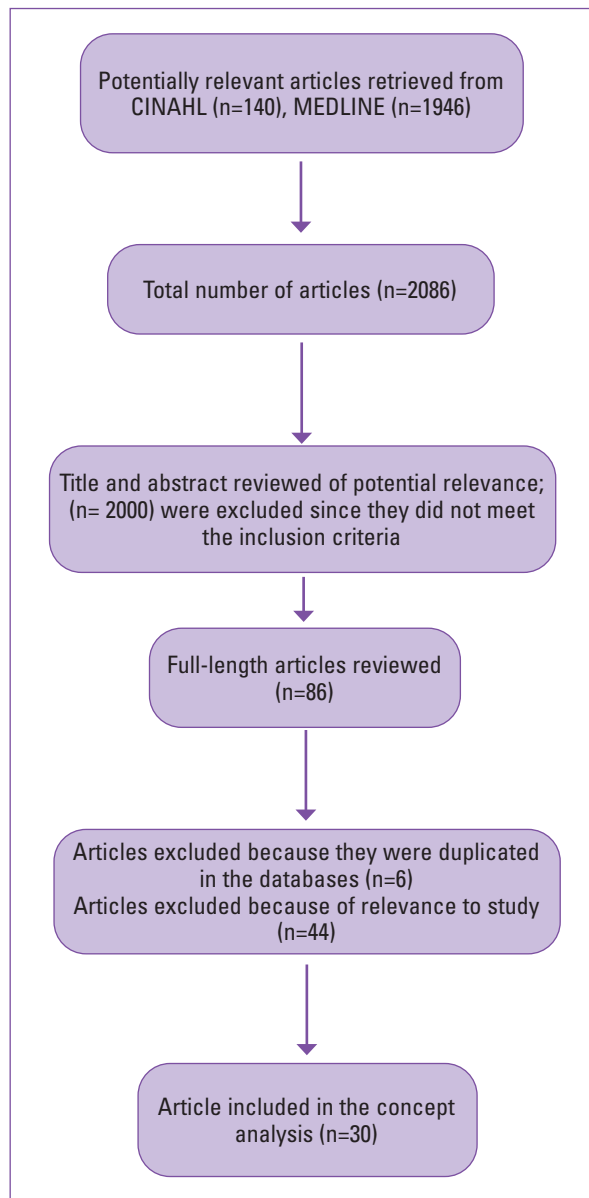 Potentially relevant articles retrieved from
CINAHL (n=140), MEDLINE (n=1946)
Total number of articles (n=2086)
Title and abstract reviewed of potential relevance;
(n= 2000) were excluded since they did not meet
the inclusion criteria
Full-length articles reviewed
(n=86)
Articles excluded because they were duplicated
in the databases (n=6)
Articles excluded because of relevance to study
(n=44)
Article included in the concept
analysis (n=30)